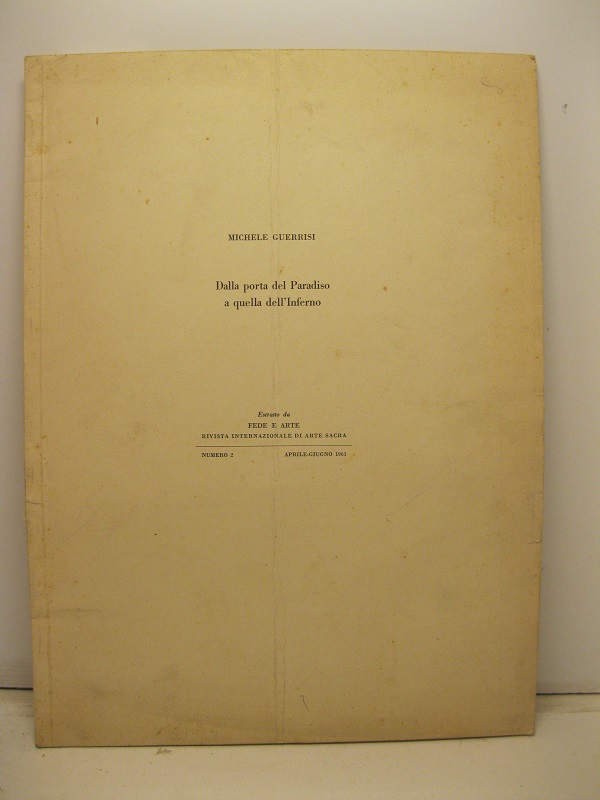 MICHELE GUERRISI
Dalla porta del Paradiso
a quella dell'Inferno
Estratto da
FEDE E ARTE
RIVISTA INTERNAZIONALE DI ARTE SACRA
NUMERO 2 APRILE-GIUGNO 1961